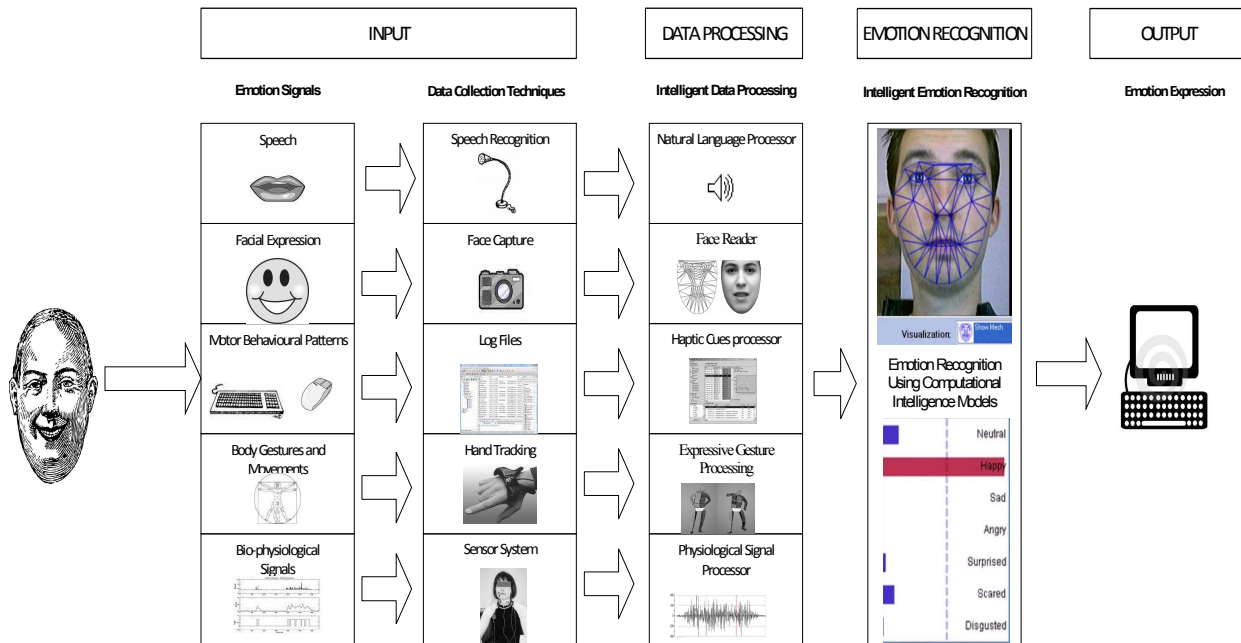 INPUT
DATA PROCESSING
EMOTION RECOGNITION
OUTPUT
Emotion Signals
Data Collection Techniques
Intelligent Data Processing
Intelligent Emotion Recognition
Emotion Expression
Speech
Speech Recognition
Natural Language Processor
Facial Expression
Face Capture
Face Reader
Motor Behavioural Patterns
Log Files
Haptic Cues processor
Body Gestures and
Movements
Hand Tracking
Expressive Gesture
Processing
Bio-physiological
Signals
Sensor System
Physiological Signal
Processor
Visualization:
Show Mesh
Emotion Recognition
Using Computational
Intelligence Models
Neutral
Happy
Sad
Angry
Surprised
Scared
Disgusted